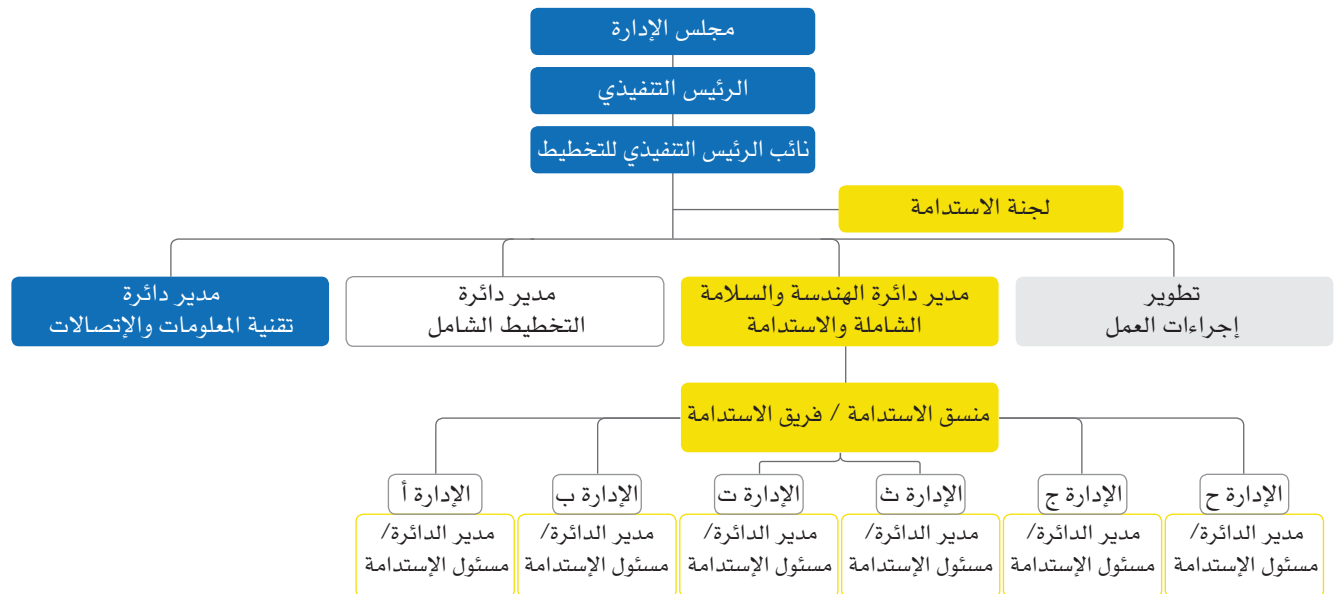 مجلس الإدارة
الرئيس التنفيذي
نائب الرئيس التنفيذي للتخطيط
لجنة الاستدامة
تطوير
إجراءات العمل
مدير دائرة الهندسة والسلامة
الشاملة والاستدامة
مدير دائرة
التخطيط الشامل
مدير دائرة
تقنية المعلومات والإتصالات
منسق الاستدامة / فريق الاستدامة
الإدارة ح
مدير الدائرة/
مسئول الإستدامة
الإدارة ج
مدير الدائرة/
مسئول الإستدامة
الإدارة ث
مدير الدائرة/
مسئول الإستدامة
الإدارة ت
مدير الدائرة/
مسئول الإستدامة
الإدارة ب
مدير الدائرة/
مسئول الإستدامة
الإدارة أ
مدير الدائرة/
مسئول الإستدامة